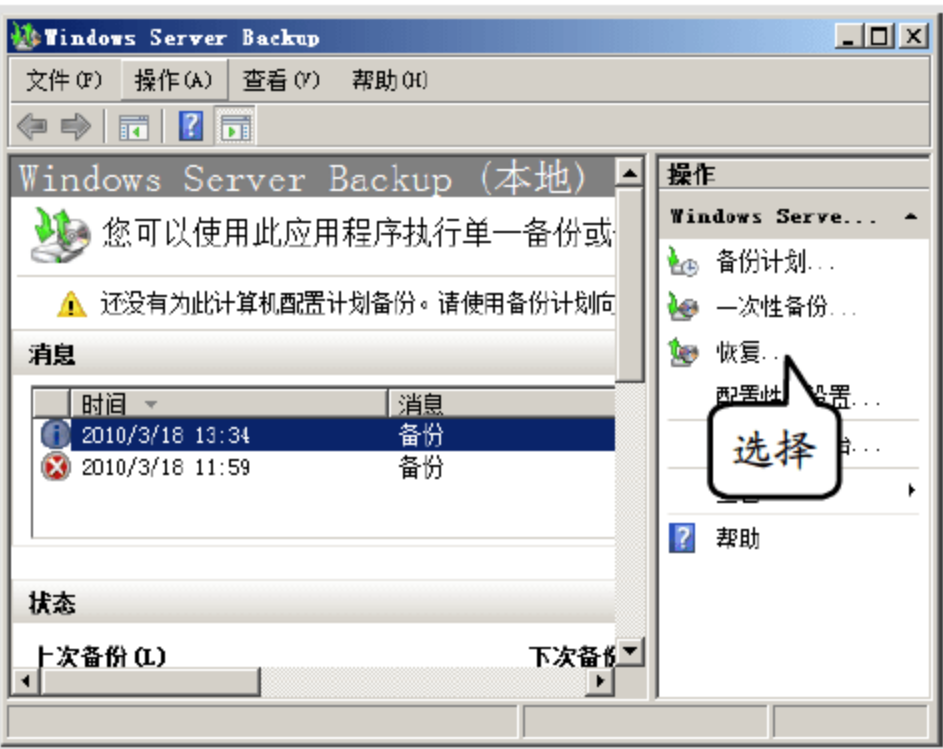 Windows Server Backup
文件(F) 操作(A) 查看(V) 帮助(H)
Windows Server Backup (本地)
您可以使用此应用程序执行单一备份或
还没有为此计算机配置计划备份。请使用备份计划向
消息
时间 消息
2010/3/18 13:34 备份
2010/3/18 11:59 备份
状态
上次备份(L) 下次备份
操作
Windows Serve...
备份计划...
一次性备份...
恢复...
配置性 设置...
选择
帮助